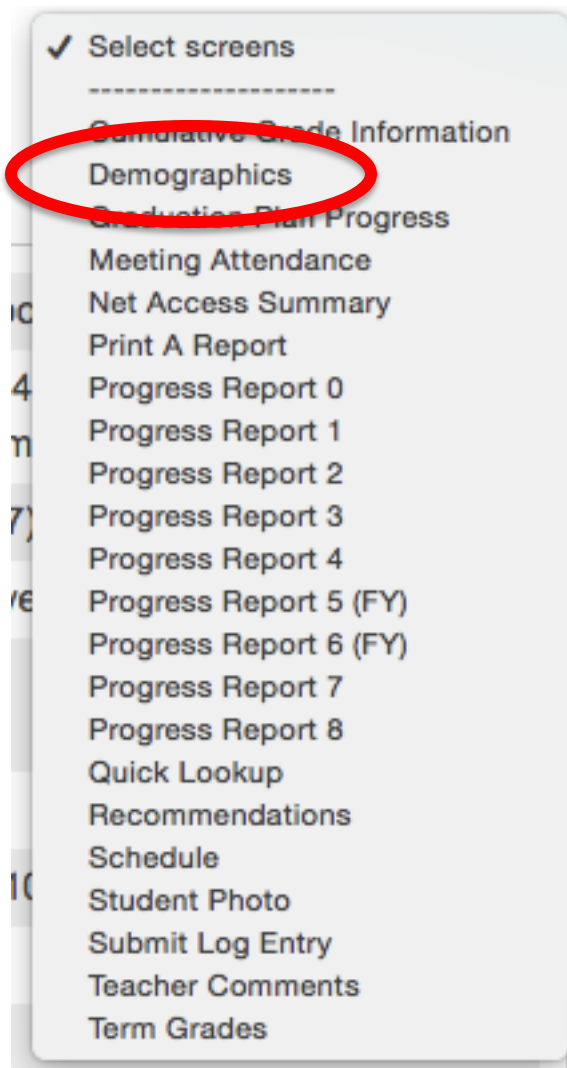 ✓ Select screens
--------------------
Cumulative Grade Information
Demographics
Graduation Plan Progress
Meeting Attendance
Net Access Summary
Print A Report
4
Progress Report 0
m
Progress Report 1
Progress Report 2
7)
Progress Report 3
Progress Report 4
Progress Report 5 (FY)
Progress Report 6 (FY)
Progress Report 7
Progress Report 8
Quick Lookup
Recommendations
Schedule
10
Student Photo
Submit Log Entry
Teacher Comments
Term Grades